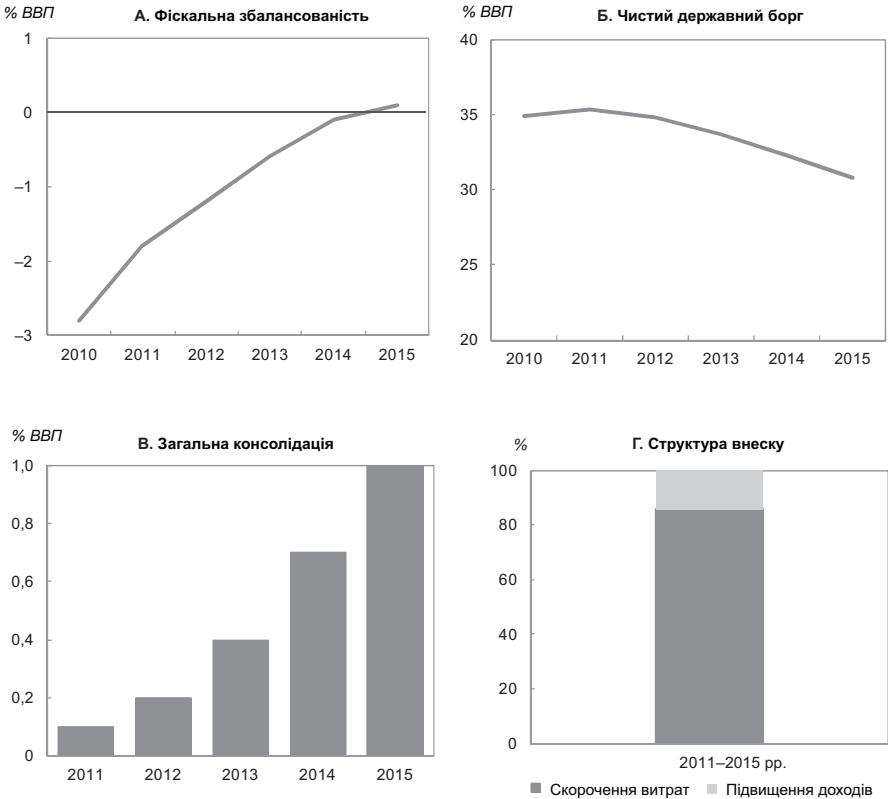 % ВВП
А. Фіскальна збалансованість
1
0
–1
–2
–3
2010 2011 2012 2013 2014 2015
% ВВП
Б. Чистий державний борг
40
35
30
25
20
2010 2011 2012 2013 2014 2015
% ВВП
В. Загальна консолідація
1,0
0,8
0,6
0,4
0,2
0
2011 2012 2013 2014 2015
%
Г. Структура внеску
100
80
60
40
20
0
2011–2015 рр.
Скорочення витрат Підвищення доходів